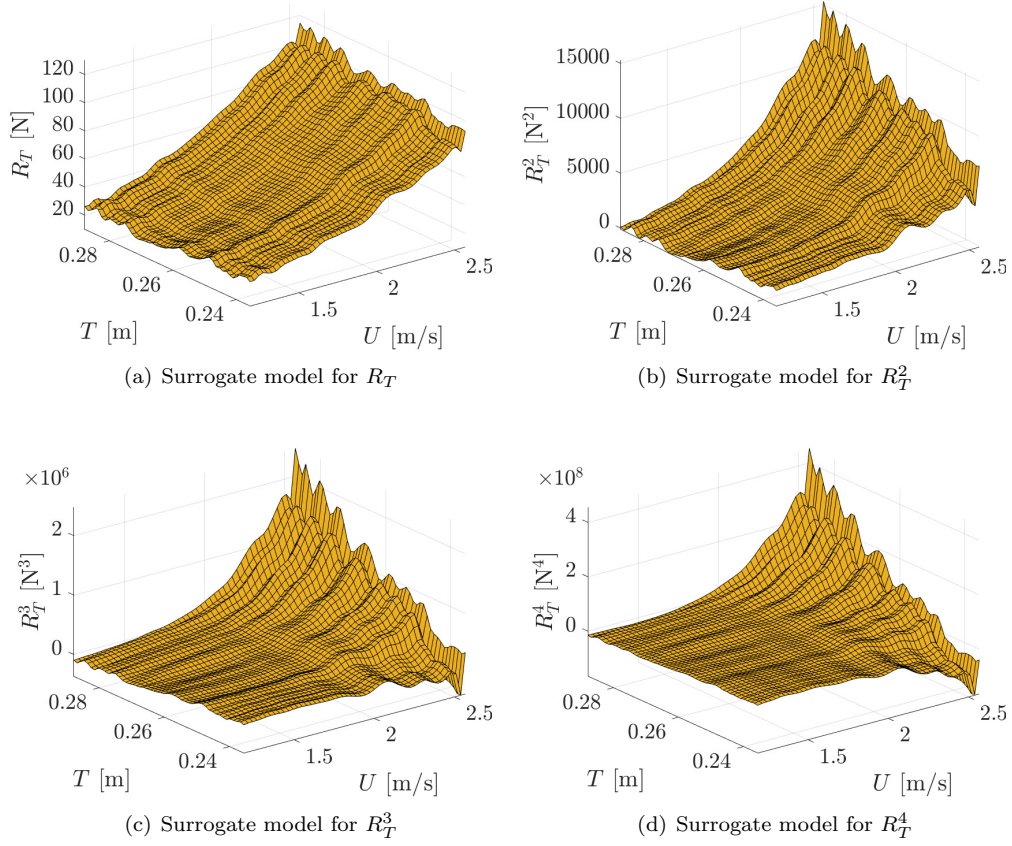 120
100
80
60
40
20
R_T [N]
0.28
0.26
0.24
T [m]
1.5
2
2.5
U [m/s]
(a) Surrogate model for R_T
15000
10000
5000
0
R_T^2 [N^2]
0.28
0.26
0.24
T [m]
1.5
2
2.5
U [m/s]
(b) Surrogate model for R_T^2
×10^6
2
1
0
R_T^3 [N^3]
0.28
0.26
0.24
T [m]
1.5
2
2.5
U [m/s]
(c) Surrogate model for R_T^3
×10^8
4
2
0
R_T^4 [N^4]
0.28
0.26
0.24
T [m]
1.5
2
2.5
U [m/s]
(d) Surrogate model for R_T^4